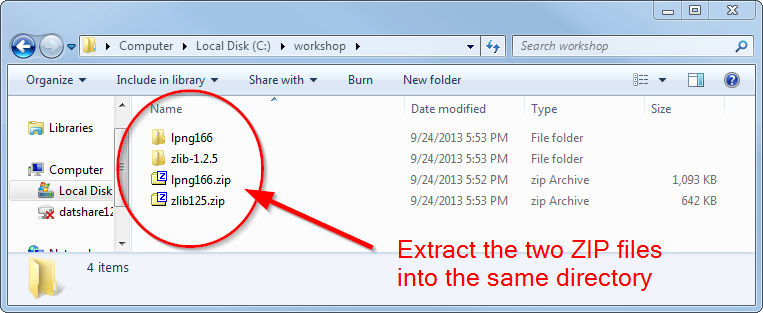 Computer Local Disk (C:) workshop
Search workshop
Organize Include in library Share with Burn New folder
Name Date modified Type Size
Libraries
Computer
Local Disk
datshare12
lpng166 9/24/2013 5:53 PM File folder
zlib-1.2.5 9/24/2013 5:53 PM File folder
lpng166.zip 9/24/2013 5:52 PM zip Archive 1,093 KB
zlib125.zip 9/24/2013 5:53 PM zip Archive 642 KB
Extract the two ZIP files
into the same directory
4 items